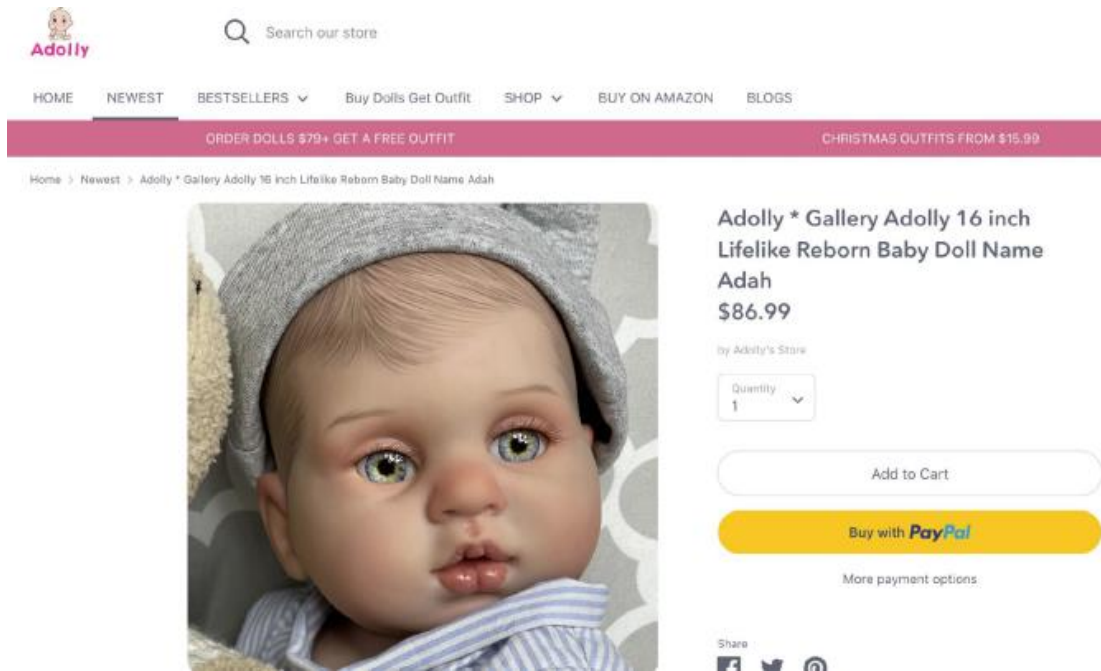 Adolly
Search our store
HOME NEWEST BESTSELLERS Buy Dolls Get Outfit SHOP BUY ON AMAZON BLOGS
ORDER DOLLS $79+ GET A FREE OUTFIT CHRISTMAS OUTFITS FROM $15.99
Home > Newest > Adolly * Gallery Adolly 16 inch Lifelike Reborn Baby Doll Name Adah
Adolly * Gallery Adolly 16 inch
Lifelike Reborn Baby Doll Name
Adah
$86.99
by Adolly's Store
Quantity
1
Add to Cart
Buy with PayPal
More payment options
Share